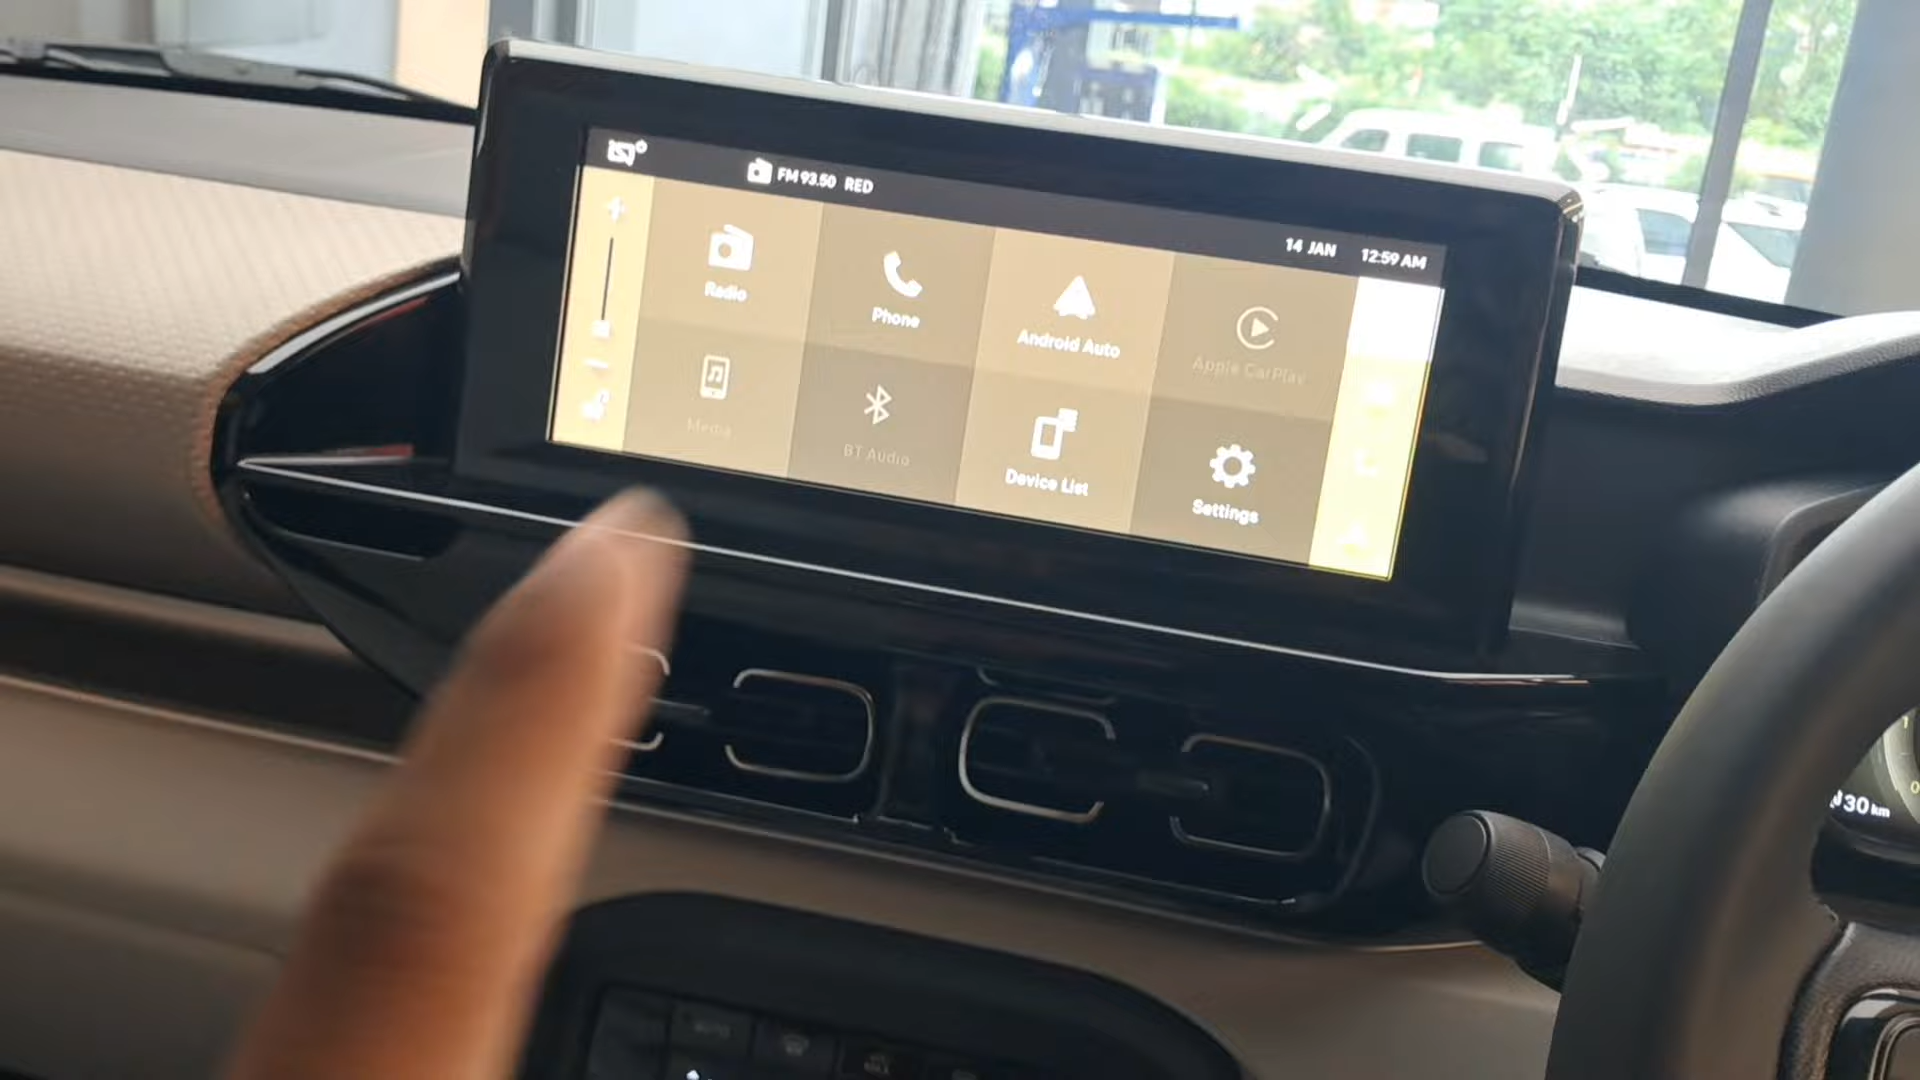 FM 93.50 RED
14 JAN 12:59 AM
Radio
Phone
Android Auto
Apple CarPlay
Media
BT Audio
Device List
Settings
30 km
AUTO